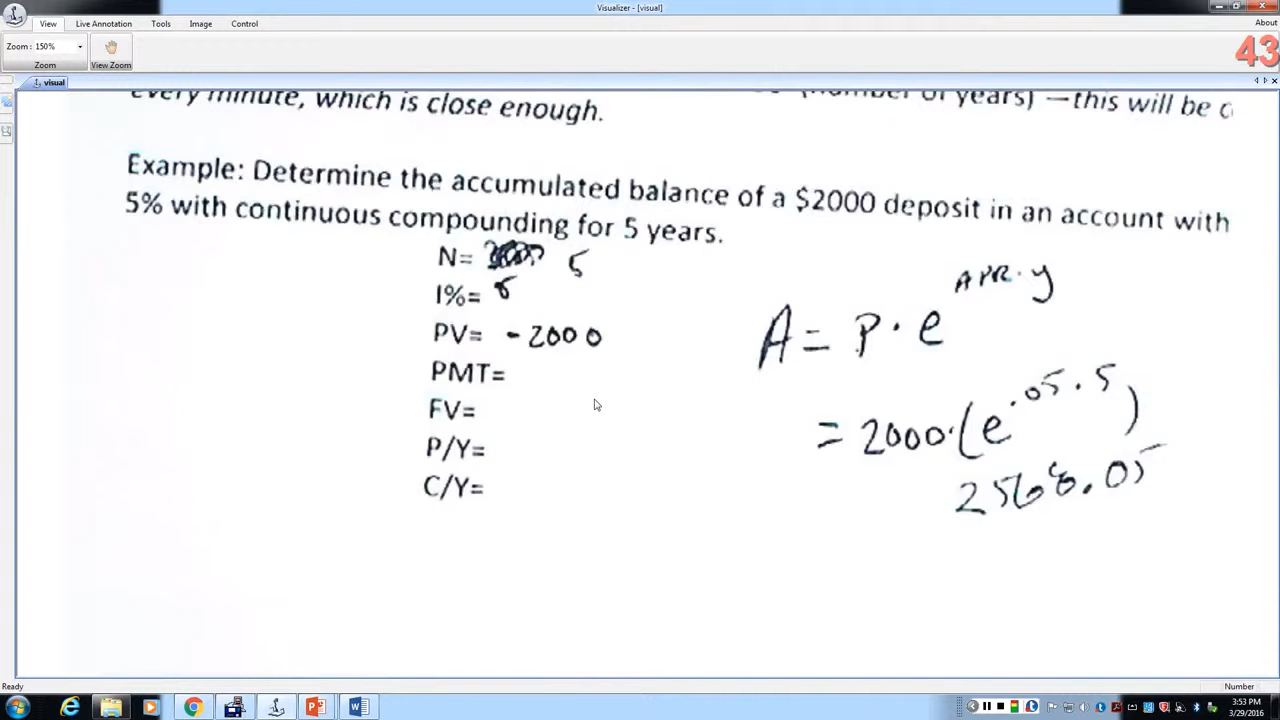 Visualizer - [visual]
View Live Annotation Tools Image Control About
Zoom : 150%
Zoom View Zoom
43
visual
every minute, which is close enough. (number of years) —this will be
Example: Determine the accumulated balance of a $2000 deposit in an account with
5% with continuous compounding for 5 years.
N= 5
I%= 5
PV= -2000
PMT=
FV=
P/Y=
C/Y=
A = P · e^APR · y
= 2000·(e^.05 · 5)
2568.05
Ready Number
3:53 PM
3/29/2016